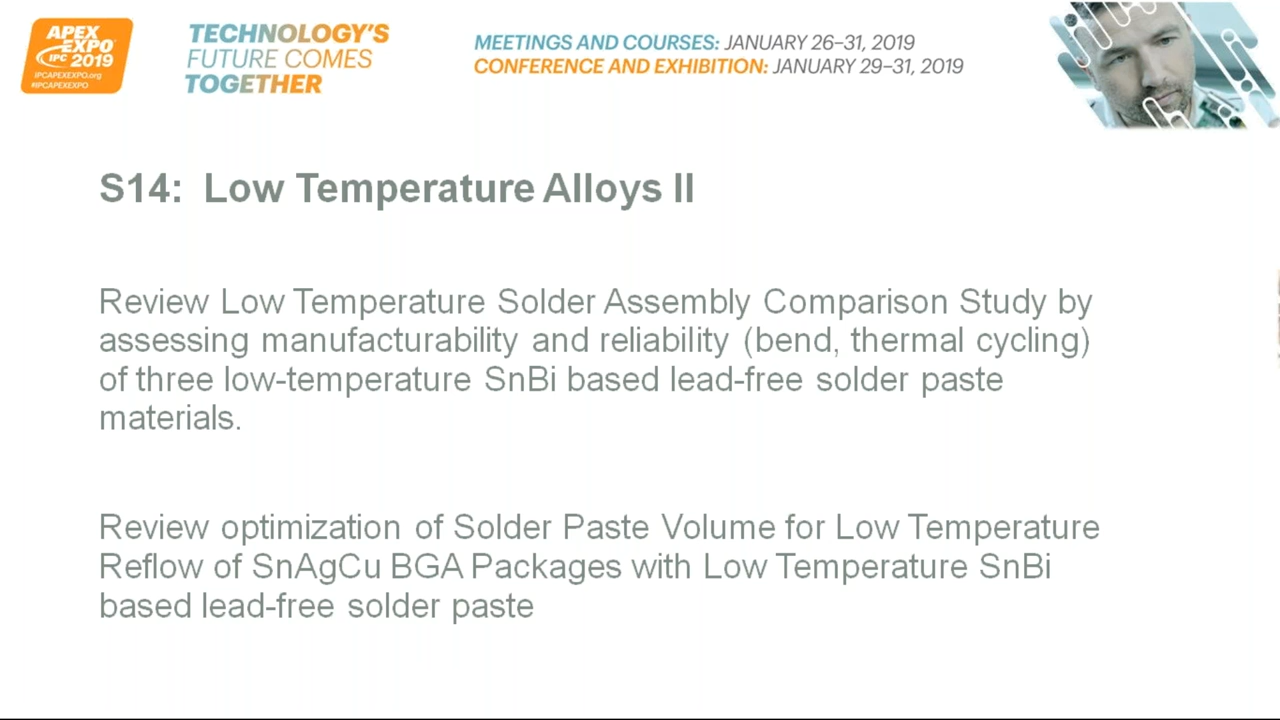 APEX
EXPO
IPC 2019
IPCAPEXEXPO.org
#IPCAPEXEXPO
TECHNOLOGY'S
FUTURE COMES
TOGETHER
MEETINGS AND COURSES: JANUARY 26–31, 2019
CONFERENCE AND EXHIBITION: JANUARY 29–31, 2019
S14: Low Temperature Alloys II
Review Low Temperature Solder Assembly Comparison Study by
assessing manufacturability and reliability (bend, thermal cycling)
of three low-temperature SnBi based lead-free solder paste
materials.
Review optimization of Solder Paste Volume for Low Temperature
Reflow of SnAgCu BGA Packages with Low Temperature SnBi
based lead-free solder paste